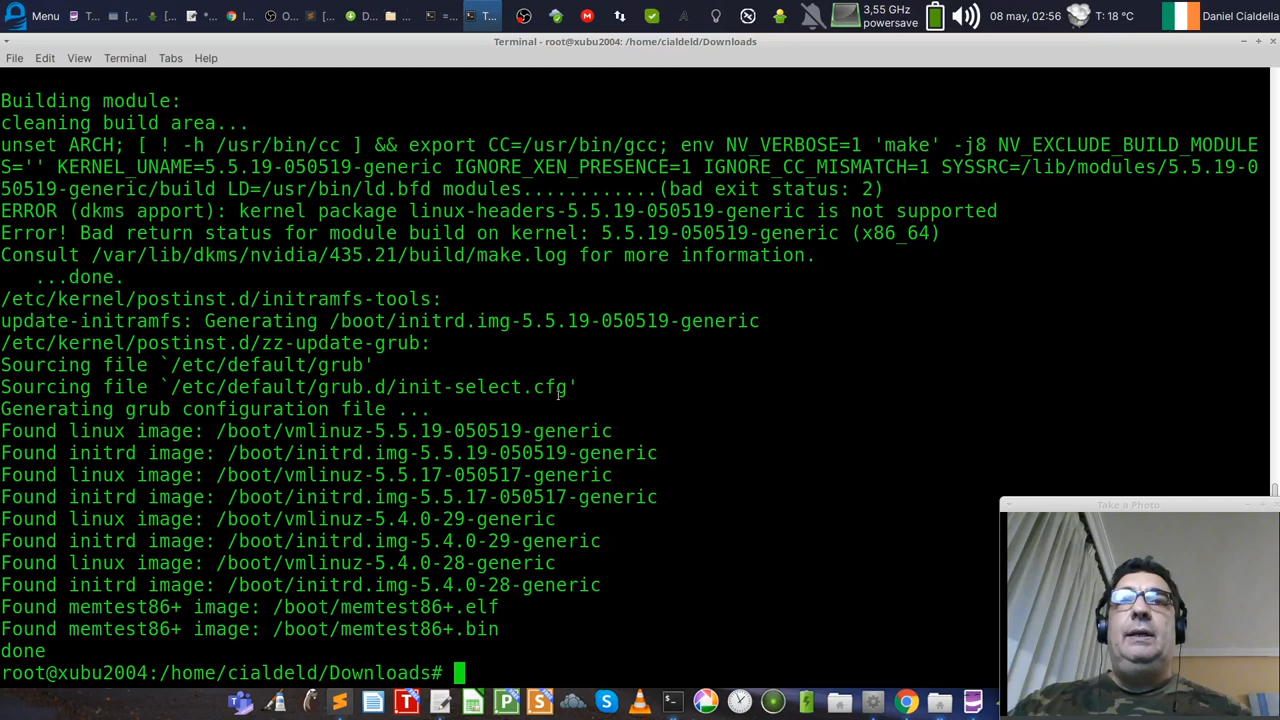 Menu
T...
[...
[...
*...
I...
O...
[...
D...
=...
T...
3,55 GHz
powersave
08 may, 02:56
T: 18 °C
Daniel Cialdella
Terminal - root@xubu2004: /home/cialdeld/Downloads
File Edit View Terminal Tabs Help
Building module:
cleaning build area...
unset ARCH; [ ! -h /usr/bin/cc ] && export CC=/usr/bin/gcc; env NV_VERBOSE=1 'make' -j8 NV_EXCLUDE_BUILD_MODULE
S='' KERNEL_UNAME=5.5.19-050519-generic IGNORE_XEN_PRESENCE=1 IGNORE_CC_MISMATCH=1 SYSSRC=/lib/modules/5.5.19-0
50519-generic/build LD=/usr/bin/ld.bfd modules............(bad exit status: 2)
ERROR (dkms apport): kernel package linux-headers-5.5.19-050519-generic is not supported
Error! Bad return status for module build on kernel: 5.5.19-050519-generic (x86_64)
Consult /var/lib/dkms/nvidia/435.21/build/make.log for more information.
   ...done.
/etc/kernel/postinst.d/initramfs-tools:
update-initramfs: Generating /boot/initrd.img-5.5.19-050519-generic
/etc/kernel/postinst.d/zz-update-grub:
Sourcing file `/etc/default/grub'
Sourcing file `/etc/default/grub.d/init-select.cfg'
Generating grub configuration file ...
Found linux image: /boot/vmlinuz-5.5.19-050519-generic
Found initrd image: /boot/initrd.img-5.5.19-050519-generic
Found linux image: /boot/vmlinuz-5.5.17-050517-generic
Found initrd image: /boot/initrd.img-5.5.17-050517-generic
Found linux image: /boot/vmlinuz-5.4.0-29-generic
Found initrd image: /boot/initrd.img-5.4.0-29-generic
Found linux image: /boot/vmlinuz-5.4.0-28-generic
Found initrd image: /boot/initrd.img-5.4.0-28-generic
Found memtest86+ image: /boot/memtest86+.elf
Found memtest86+ image: /boot/memtest86+.bin
done
root@xubu2004:/home/cialdeld/Downloads#
Take a Photo